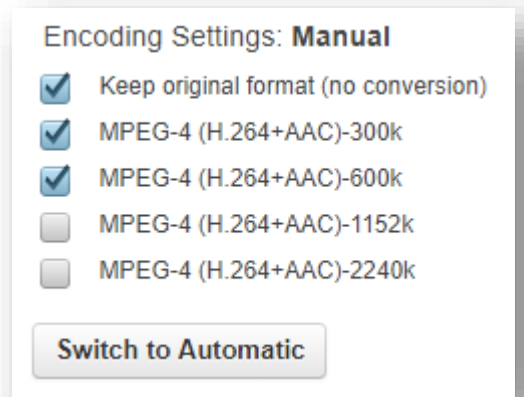 Encoding Settings: Manual
Keep original format (no conversion)
MPEG-4 (H.264+AAC)-300k
MPEG-4 (H.264+AAC)-600k
MPEG-4 (H.264+AAC)-1152k
MPEG-4 (H.264+AAC)-2240k
Switch to Automatic